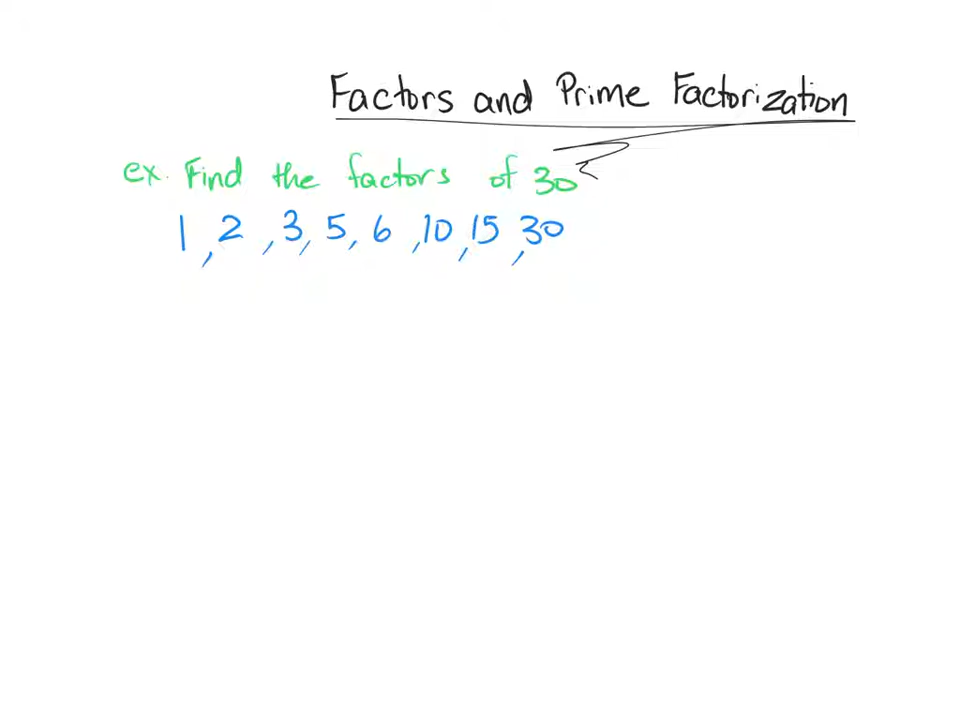 Factors and Prime Factorization
ex. Find the factors of 30
1, 2, 3, 5, 6, 10, 15, 30